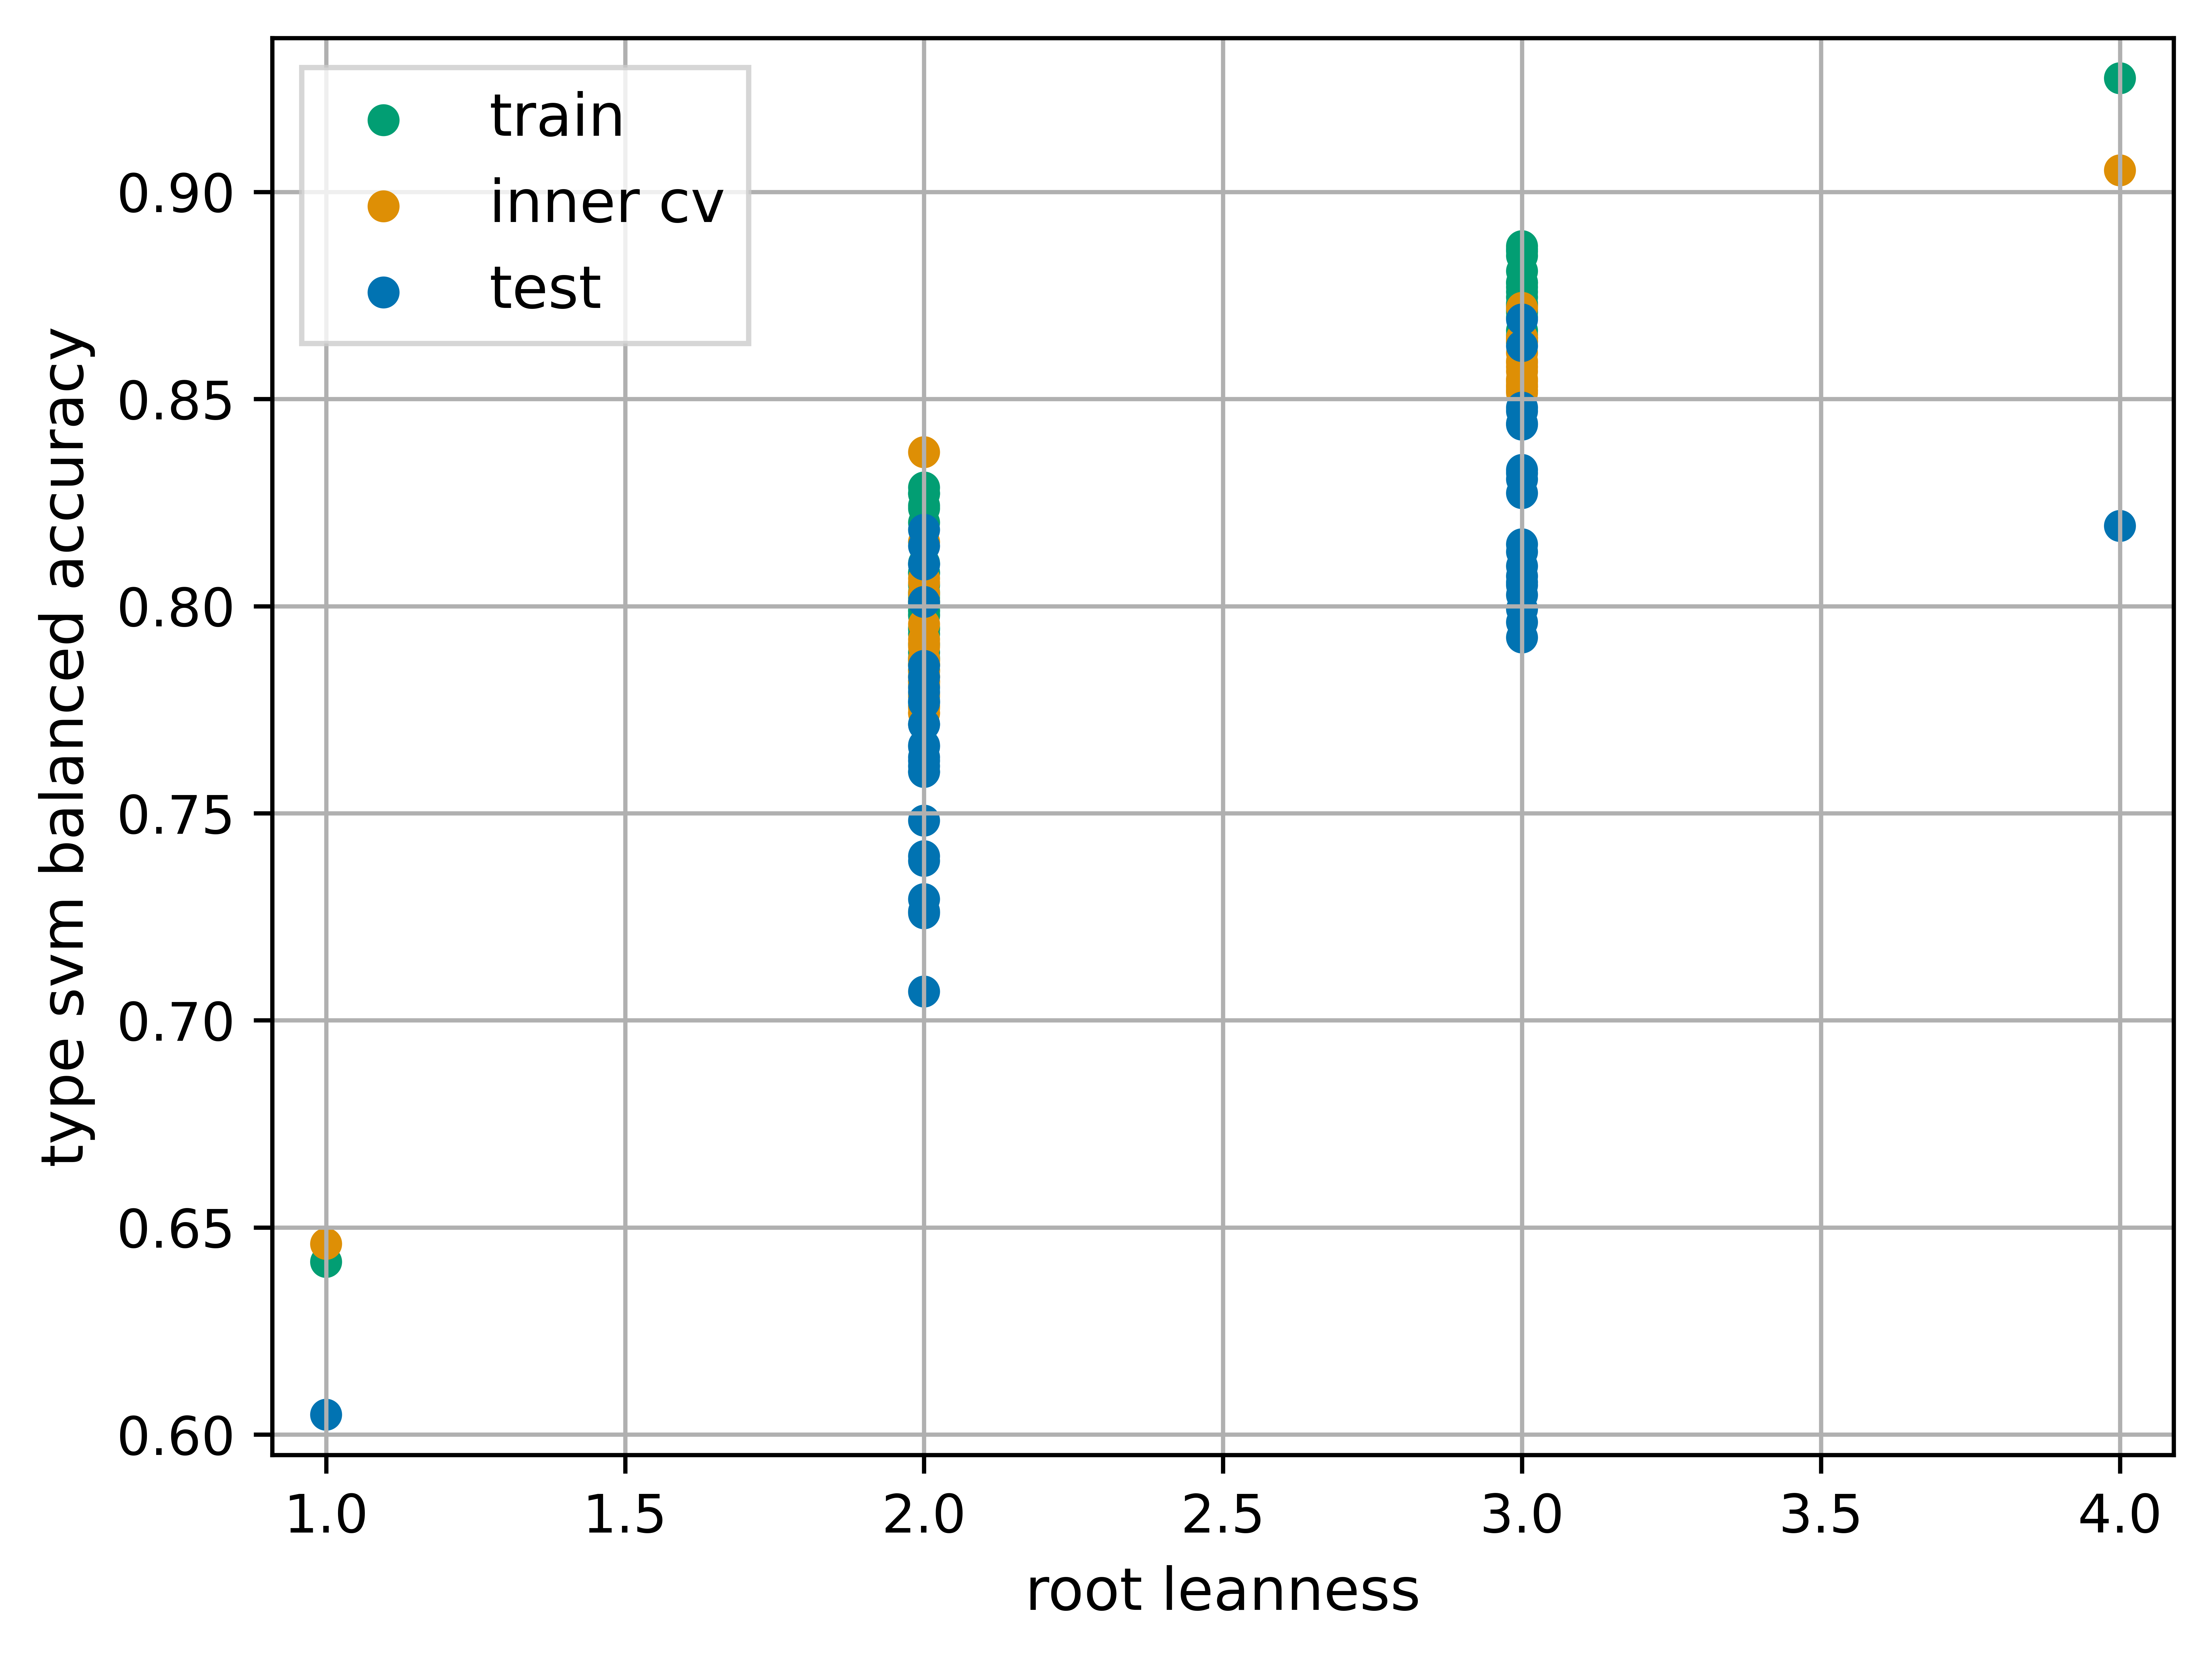 train
inner cv
test
0.90
0.85
0.80
0.75
0.70
0.65
0.60
type svm balanced accuracy
1.0 1.5 2.0 2.5 3.0 3.5 4.0
root leanness